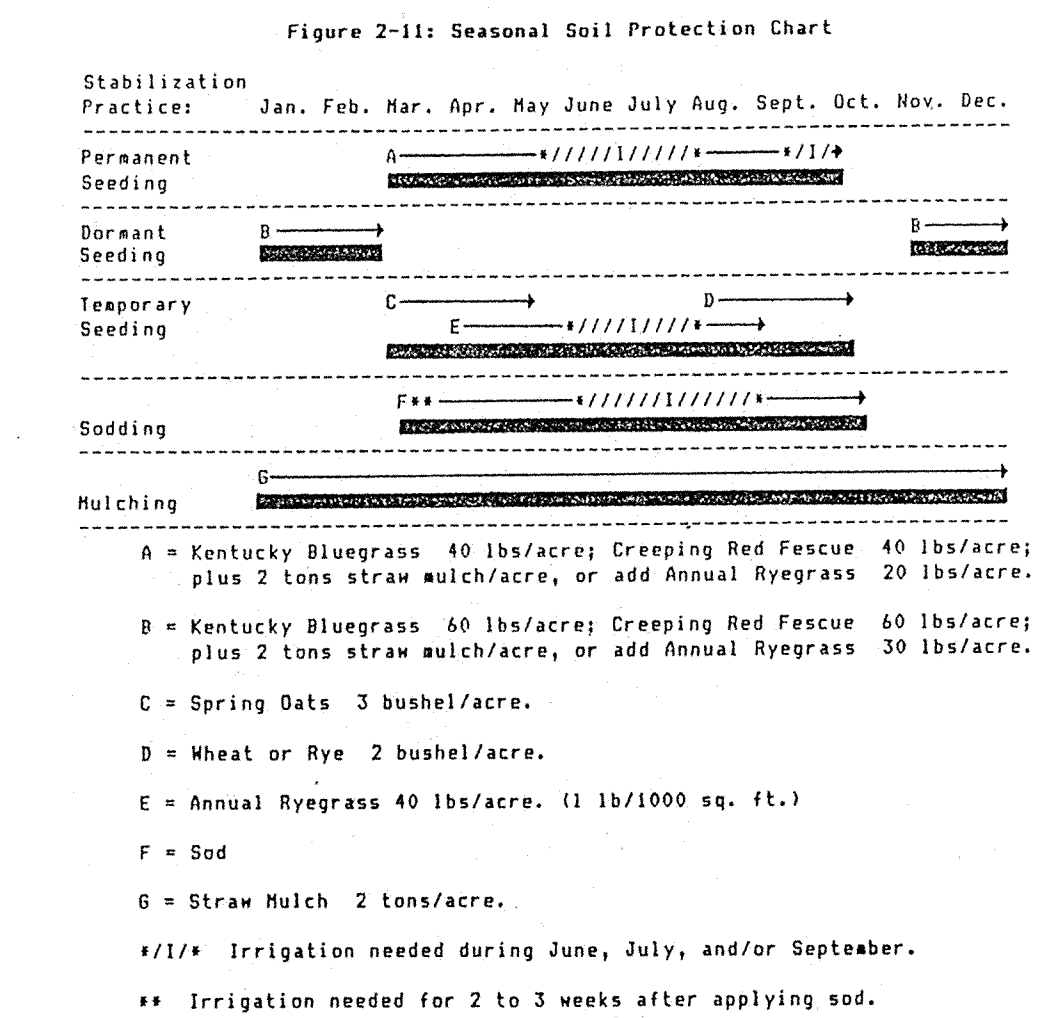 Figure 2-11: Seasonal Soil Protection Chart
Stabilization
Practice: Jan. Feb. Mar. Apr. May June July Aug. Sept. Oct. Nov. Dec.
Permanent A */////I/////* */I/
Seeding
Dormant B B
Seeding
Temporary C D
Seeding E *////I////*
F** *//////I//////*
Sodding
G
Mulching
A = Kentucky Bluegrass 40 lbs/acre; Creeping Red Fescue 40 lbs/acre;
plus 2 tons straw mulch/acre, or add Annual Ryegrass 20 lbs/acre.
B = Kentucky Bluegrass 60 lbs/acre; Creeping Red Fescue 60 lbs/acre;
plus 2 tons straw mulch/acre, or add Annual Ryegrass 30 lbs/acre.
C = Spring Oats 3 bushel/acre.
D = Wheat or Rye 2 bushel/acre.
E = Annual Ryegrass 40 lbs/acre. (1 lb/1000 sq. ft.)
F = Sod
G = Straw Mulch 2 tons/acre.
*/I/* Irrigation needed during June, July, and/or September.
** Irrigation needed for 2 to 3 weeks after applying sod.